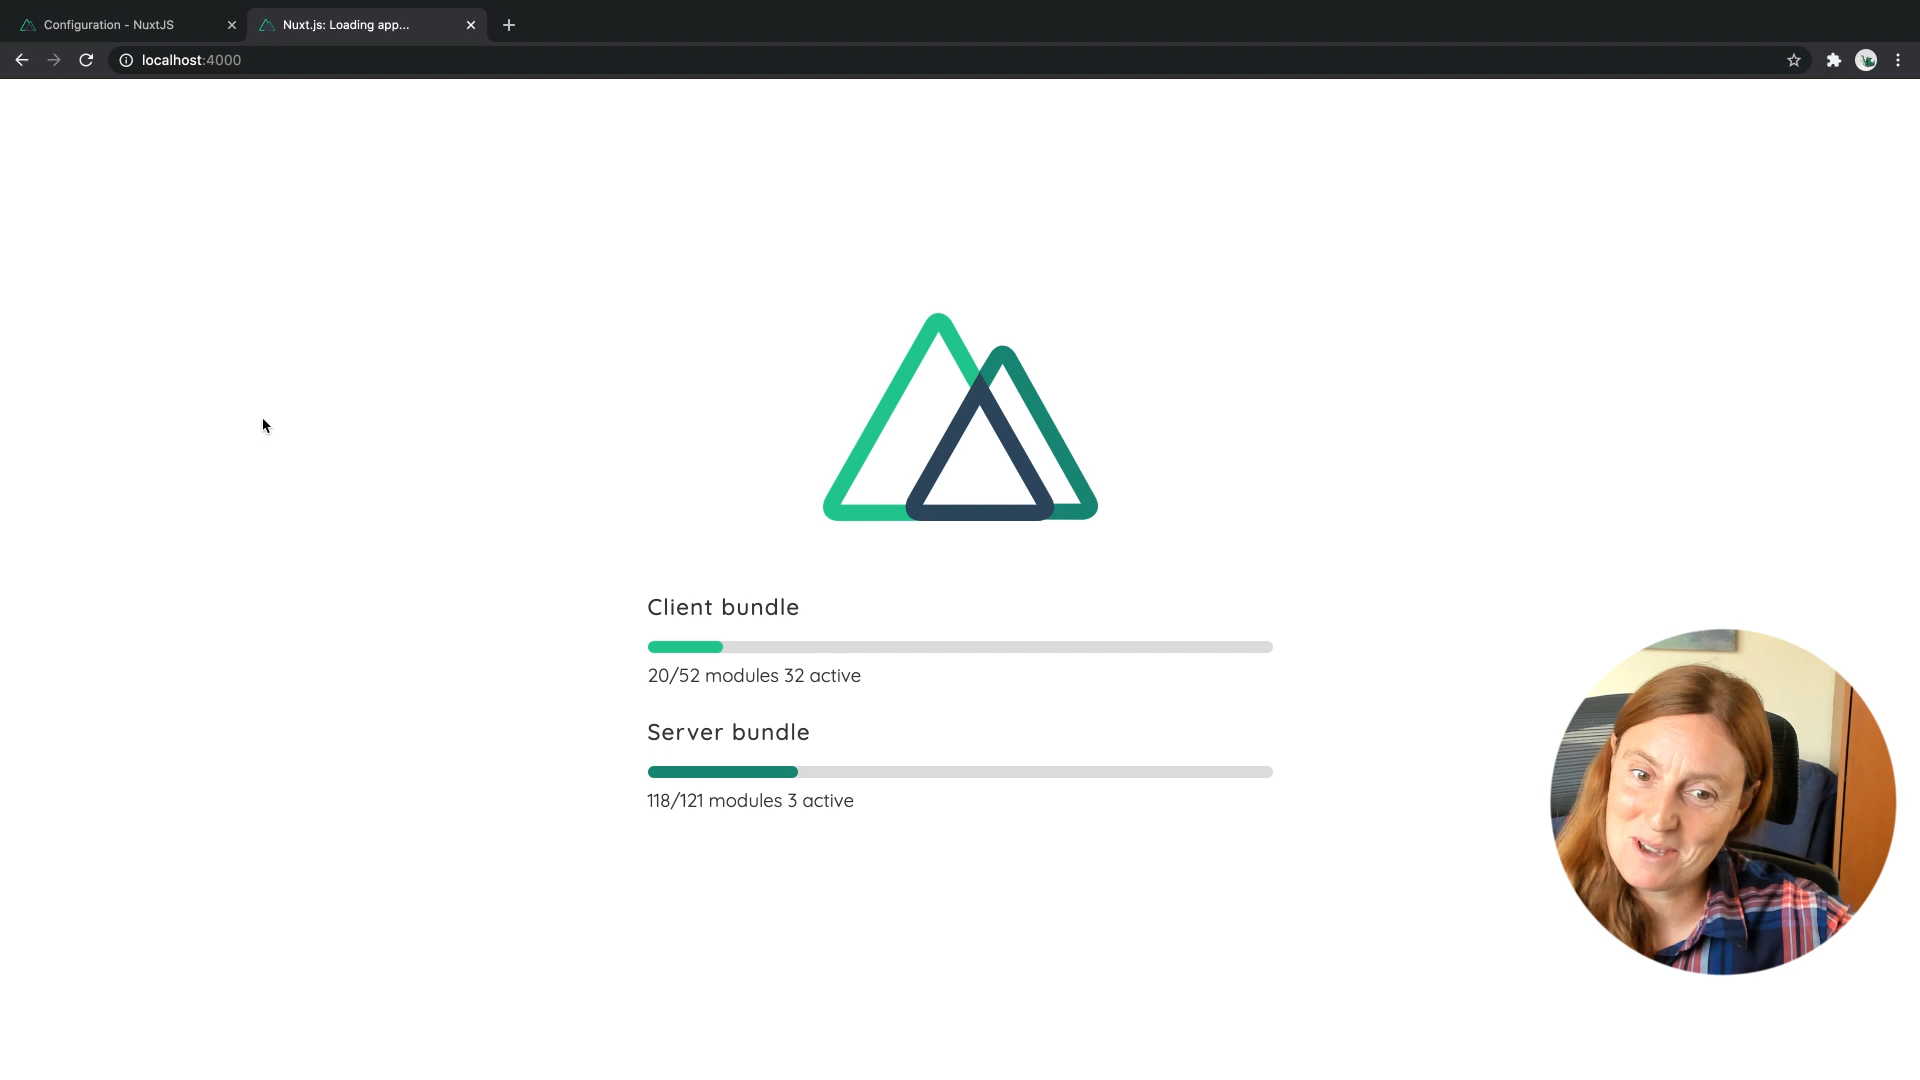 Configuration - NuxtJS
Nuxt.js: Loading app...
localhost:4000
Client bundle
20/52 modules 32 active
Server bundle
118/121 modules 3 active